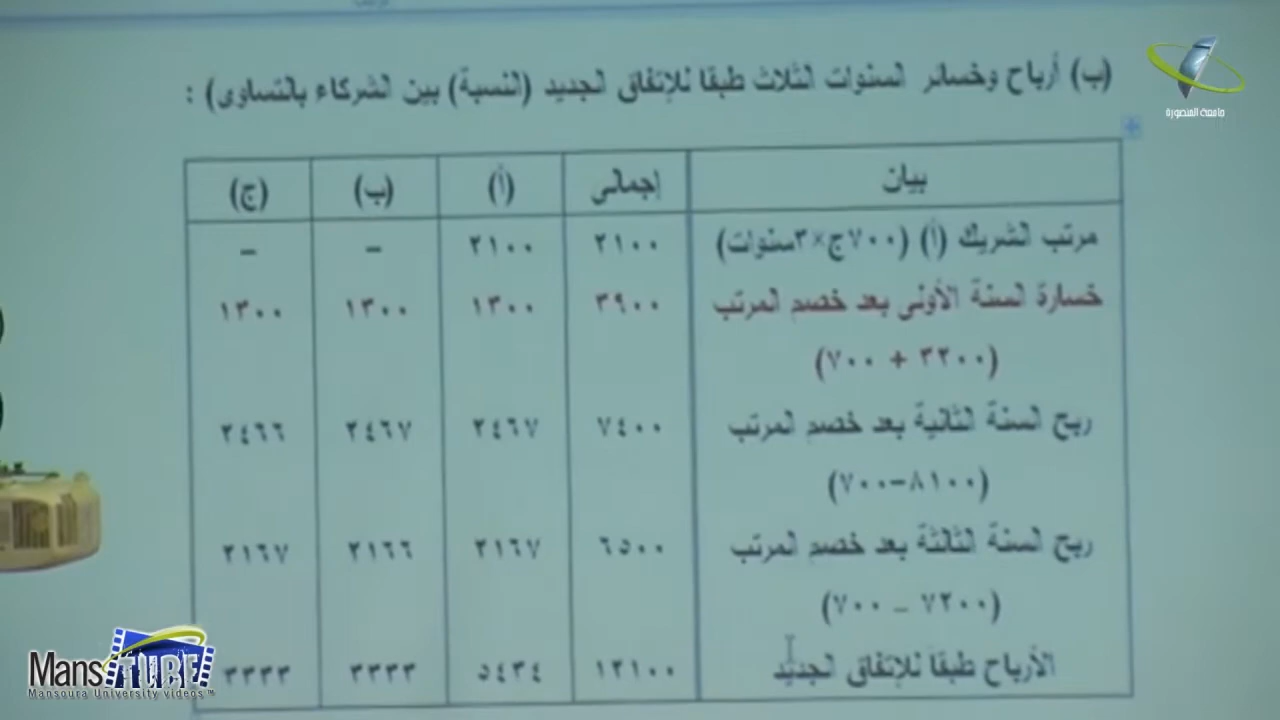 جامعة المنصورة
(ب) أرباح وخسائر السنوات الثلاث طبقا للإتفاق الجديد (النسبة) بين الشركاء بالتساوى) :
بيان إجمالى (أ) (ب) (ج)
مرتب الشريك (أ) (٧٠٠ج×٣سنوات) ٢١٠٠ ٢١٠٠ – –
خسارة السنة الأولى بعد خصم المرتب ٣٩٠٠ ١٣٠٠ ١٣٠٠ ١٣٠٠
(٣٢٠٠ + ٧٠٠)
ربح السنة الثانية بعد خصم المرتب ٧٤٠٠ ٢٤٦٧ ٢٤٦٧ ٢٤٦٦
(٨١٠٠–٧٠٠)
ربح السنة الثالثة بعد خصم المرتب ٦٥٠٠ ٢١٦٧ ٢١٦٦ ٢١٦٧
(٧٢٠٠ – ٧٠٠)
الأرباح طبقاً للإتفاق الجديد ١٢١٠٠ ٥٤٣٤ ٣٣٣٣ ٣٣٣٣
Mans TUBE
Mansoura University videos™